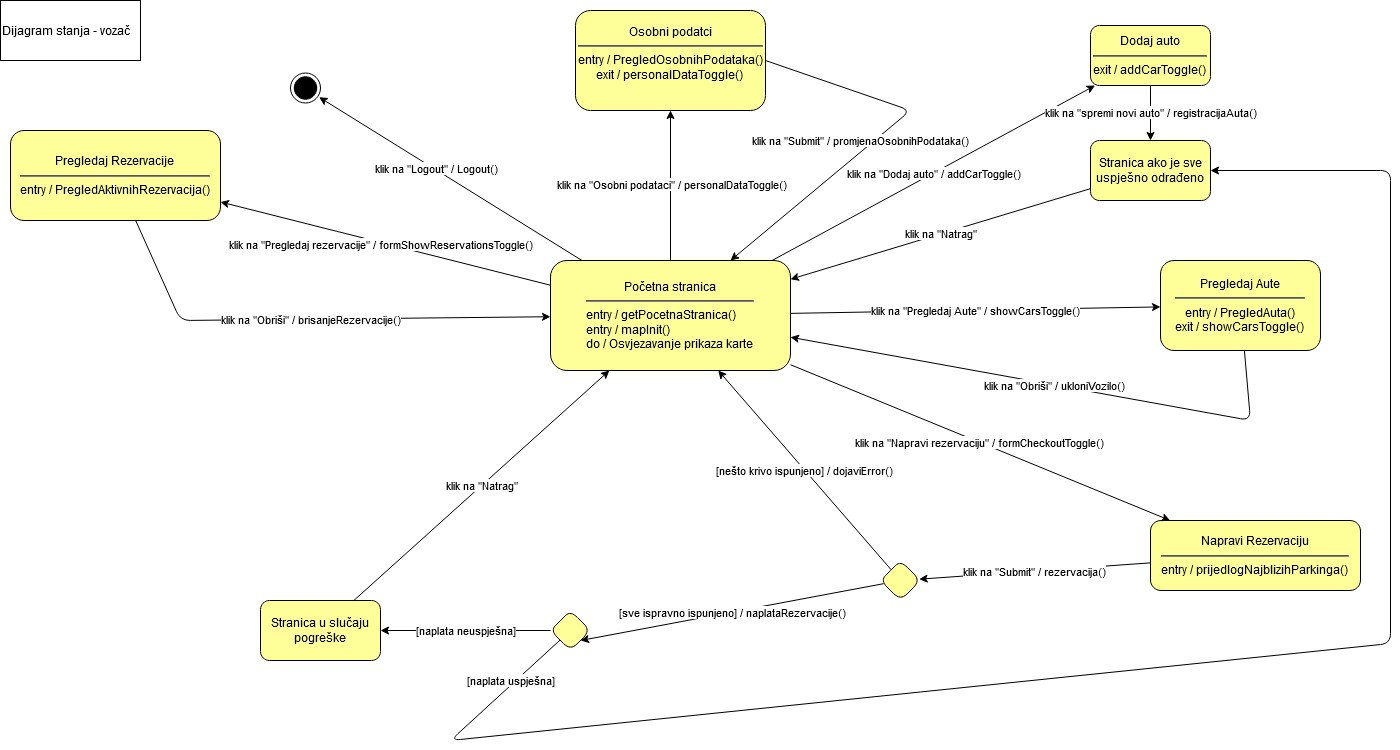 Dijagram stanja - vozač
Osobni podatci
entry / PregledOsobnihPodataka()
exit / personalDataToggle()
Dodaj auto
exit / addCarToggle()
klik na "spremi novi auto" / registracijaAuta()
klik na "Submit" / promjenaOsobnihPodataka()
Pregledaj Rezervacije
entry / PregledAktivnihRezervacija()
klik na "Logout" / Logout()
klik na "Osobni podataci" / personalDataToggle()
klik na "Dodaj auto" / addCarToggle()
Stranica ako je sve
uspješno odrađeno
klik na "Natrag"
klik na "Pregledaj rezervacije" / formShowReservationsToggle()
Početna stranica
entry / getPocetnaStranica()
entry / mapInit()
do / Osvjezavanje prikaza karte
klik na "Pregledaj Aute" / showCarsToggle()
Pregledaj Aute
entry / PregledAuta()
exit / showCarsToggle()
klik na "Obriši" / brisanjeRezervacije()
klik na "Obriši" / ukloniVozilo()
klik na "Napravi rezervaciju" / formCheckoutToggle()
[nešto krivo ispunjeno] / dojaviError()
klik na "Natrag"
Napravi Rezervaciju
entry / prijedlogNajblizihParkinga()
klik na "Submit" / rezervacija()
[sve ispravno ispunjeno] / naplataRezervacije()
Stranica u slučaju
pogreške
[naplata neuspješna]
[naplata uspješna]